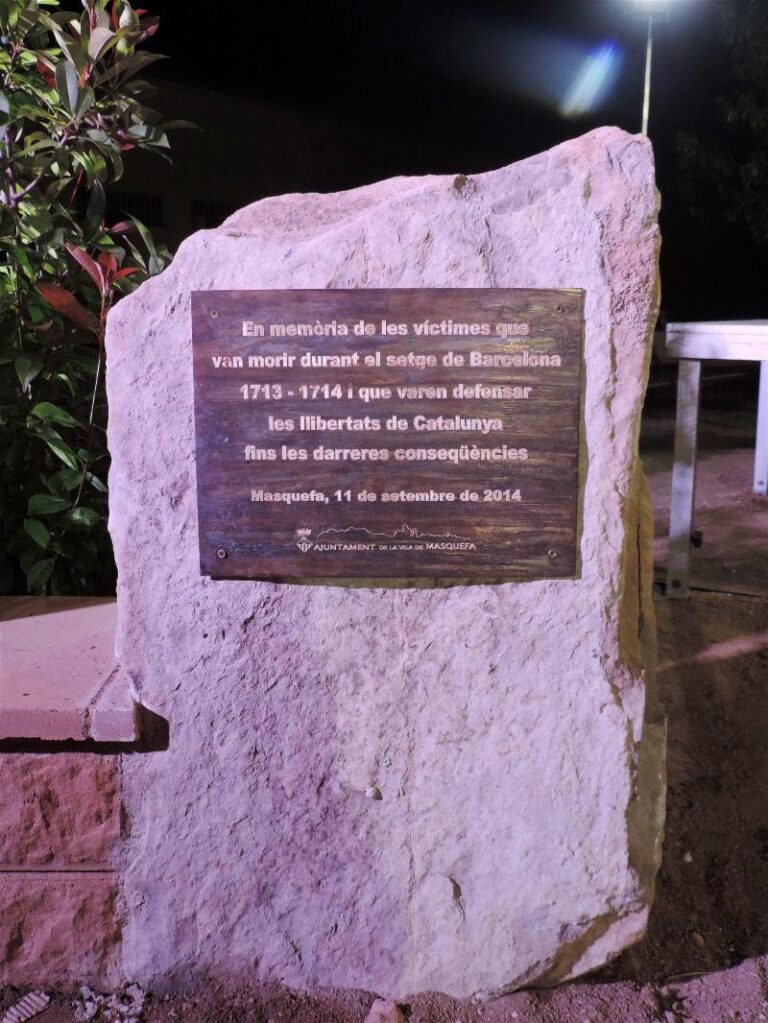 En memòria de les víctimes que
van morir durant el setge de Barcelona
1713 - 1714 i que varen defensar
les llibertats de Catalunya
fins les darreres conseqüències
Masquefa, 11 de setembre de 2014
AJUNTAMENT DE LA VILA DE MASQUEFA